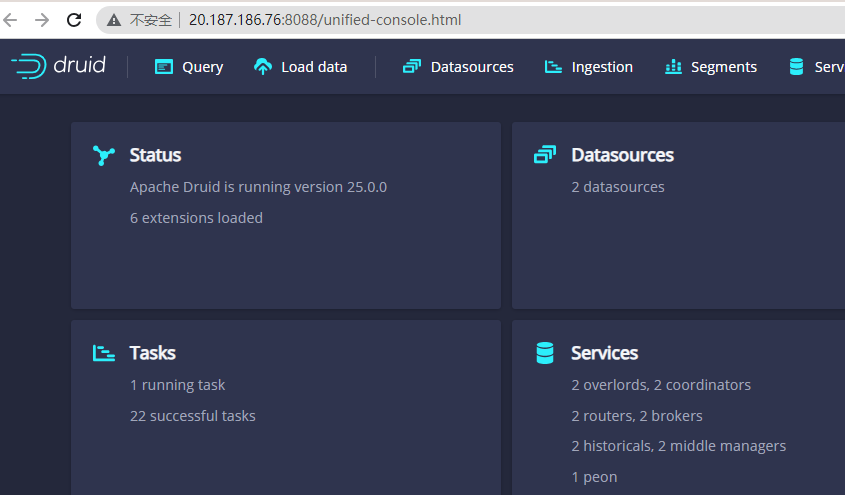 不安全 20.187.186.76:8088/unified-console.html
druid Query Load data Datasources Ingestion Segments Serv
Status
Apache Druid is running version 25.0.0
6 extensions loaded
Datasources
2 datasources
Tasks
1 running task
22 successful tasks
Services
2 overlords, 2 coordinators
2 routers, 2 brokers
2 historicals, 2 middle managers
1 peon